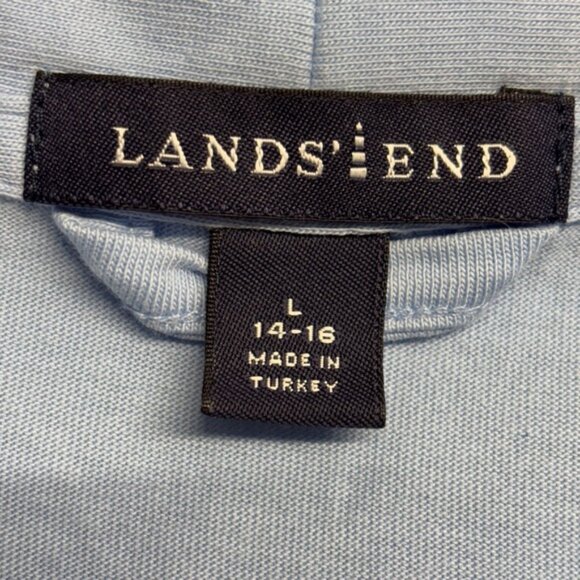 LANDS' END
L
14-16
MADE IN
TURKEY